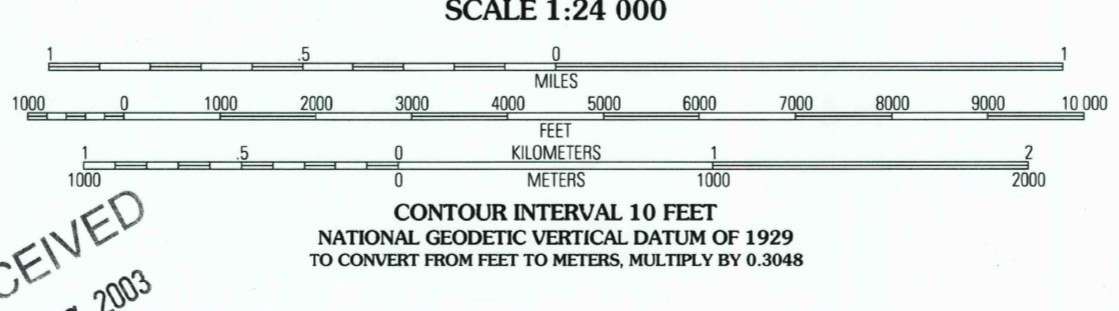 SCALE 1:24 000
1 .5 0 1
MILES
1000 0 1000 2000 3000 4000 5000 6000 7000 8000 9000 10 000
FEET
1 .5 0 KILOMETERS 1 2
1000 0 METERS 1000 2000
CONTOUR INTERVAL 10 FEET
NATIONAL GEODETIC VERTICAL DATUM OF 1929
TO CONVERT FROM FEET TO METERS, MULTIPLY BY 0.3048
CEIVED
2003